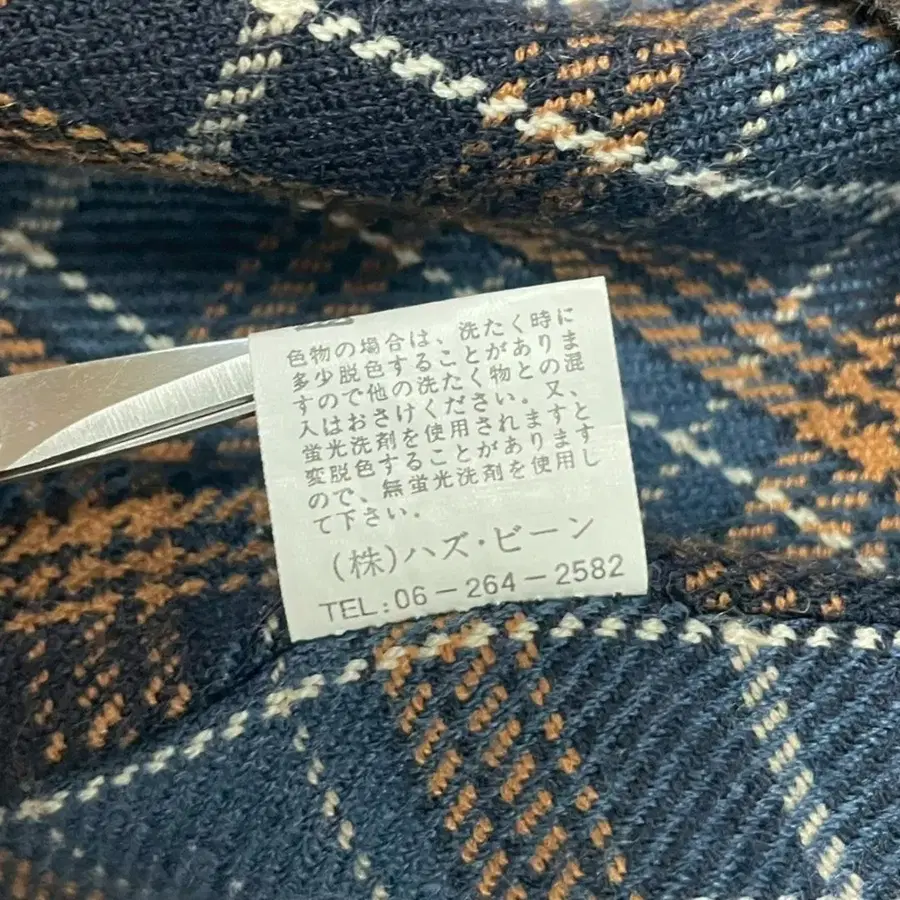 色物の場合は、洗たく時に
多少脱色することがありま
すので他の洗たく物との混
入はおさけください。又、
蛍光洗剤を使用されますと
変脱色することがあります
ので、無蛍光洗剤を使用し
て下さい。
(株)ハズ・ビーン
TEL:06-264-2582